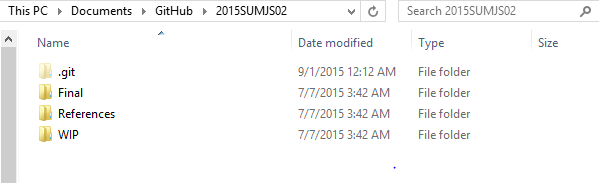 This PC Documents GitHub 2015SUMJS02 Search 2015SUMJS02
Name Date modified Type Size
.git 9/1/2015 12:12 AM File folder
Final 7/7/2015 3:42 AM File folder
References 7/7/2015 3:42 AM File folder
WIP 7/7/2015 3:42 AM File folder